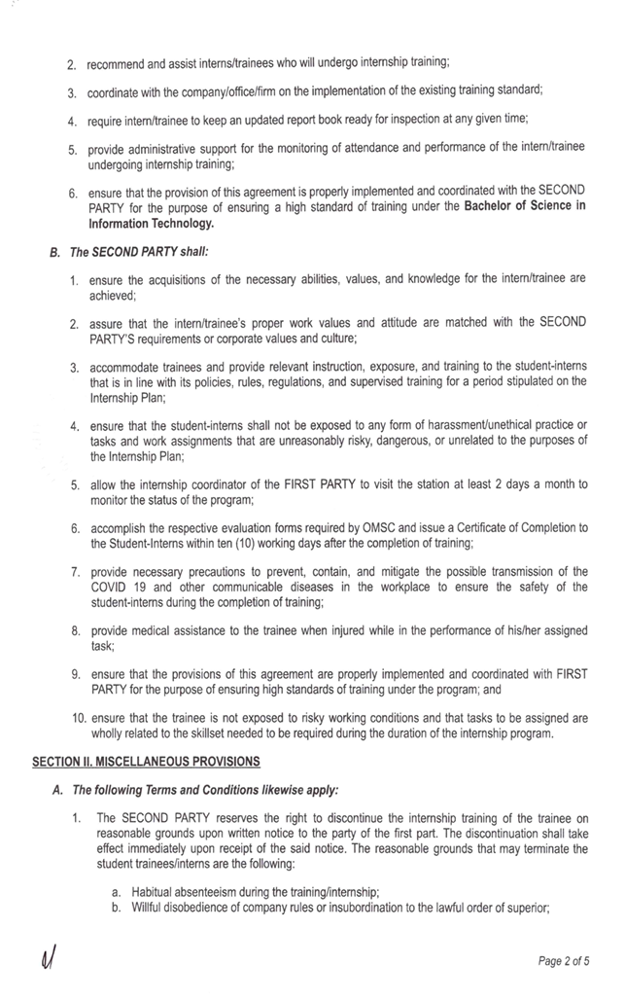 2. recommend and assist interns/trainees who will undergo internship training;
3. coordinate with the company/office/firm on the implementation of the existing training standard;
4. require intern/trainee to keep an updated report book ready for inspection at any given time;
5. provide administrative support for the monitoring of attendance and performance of the intern/trainee
undergoing internship training;
6. ensure that the provision of this agreement is properly implemented and coordinated with the SECOND
PARTY for the purpose of ensuring a high standard of training under the Bachelor of Science in
Information Technology.
B. The SECOND PARTY shall:
1. ensure the acquisitions of the necessary abilities, values, and knowledge for the intern/trainee are
achieved;
2. assure that the intern/trainee's proper work values and attitude are matched with the SECOND
PARTY'S requirements or corporate values and culture;
3. accommodate trainees and provide relevant instruction, exposure, and training to the student-interns
that is in line with its policies, rules, regulations, and supervised training for a period stipulated on the
Internship Plan;
4. ensure that the student-interns shall not be exposed to any form of harassment/unethical practice or
tasks and work assignments that are unreasonably risky, dangerous, or unrelated to the purposes of
the Internship Plan;
5. allow the internship coordinator of the FIRST PARTY to visit the station at least 2 days a month to
monitor the status of the program;
6. accomplish the respective evaluation forms required by OMSC and issue a Certificate of Completion to
the Student-Interns within ten (10) working days after the completion of training;
7. provide necessary precautions to prevent, contain, and mitigate the possible transmission of the
COVID 19 and other communicable diseases in the workplace to ensure the safety of the
student-interns during the completion of training;
8. provide medical assistance to the trainee when injured while in the performance of his/her assigned
task;
9. ensure that the provisions of this agreement are properly implemented and coordinated with FIRST
PARTY for the purpose of ensuring high standards of training under the program; and
10. ensure that the trainee is not exposed to risky working conditions and that tasks to be assigned are
wholly related to the skillset needed to be required during the duration of the internship program.
SECTION II. MISCELLANEOUS PROVISIONS
A. The following Terms and Conditions likewise apply:
1. The SECOND PARTY reserves the right to discontinue the internship training of the trainee on
reasonable grounds upon written notice to the party of the first part. The discontinuation shall take
effect immediately upon receipt of the said notice. The reasonable grounds that may terminate the
student trainees/interns are the following:
a. Habitual absenteeism during the training/internship;
b. Willful disobedience of company rules or insubordination to the lawful order of superior;
Page 2 of 5